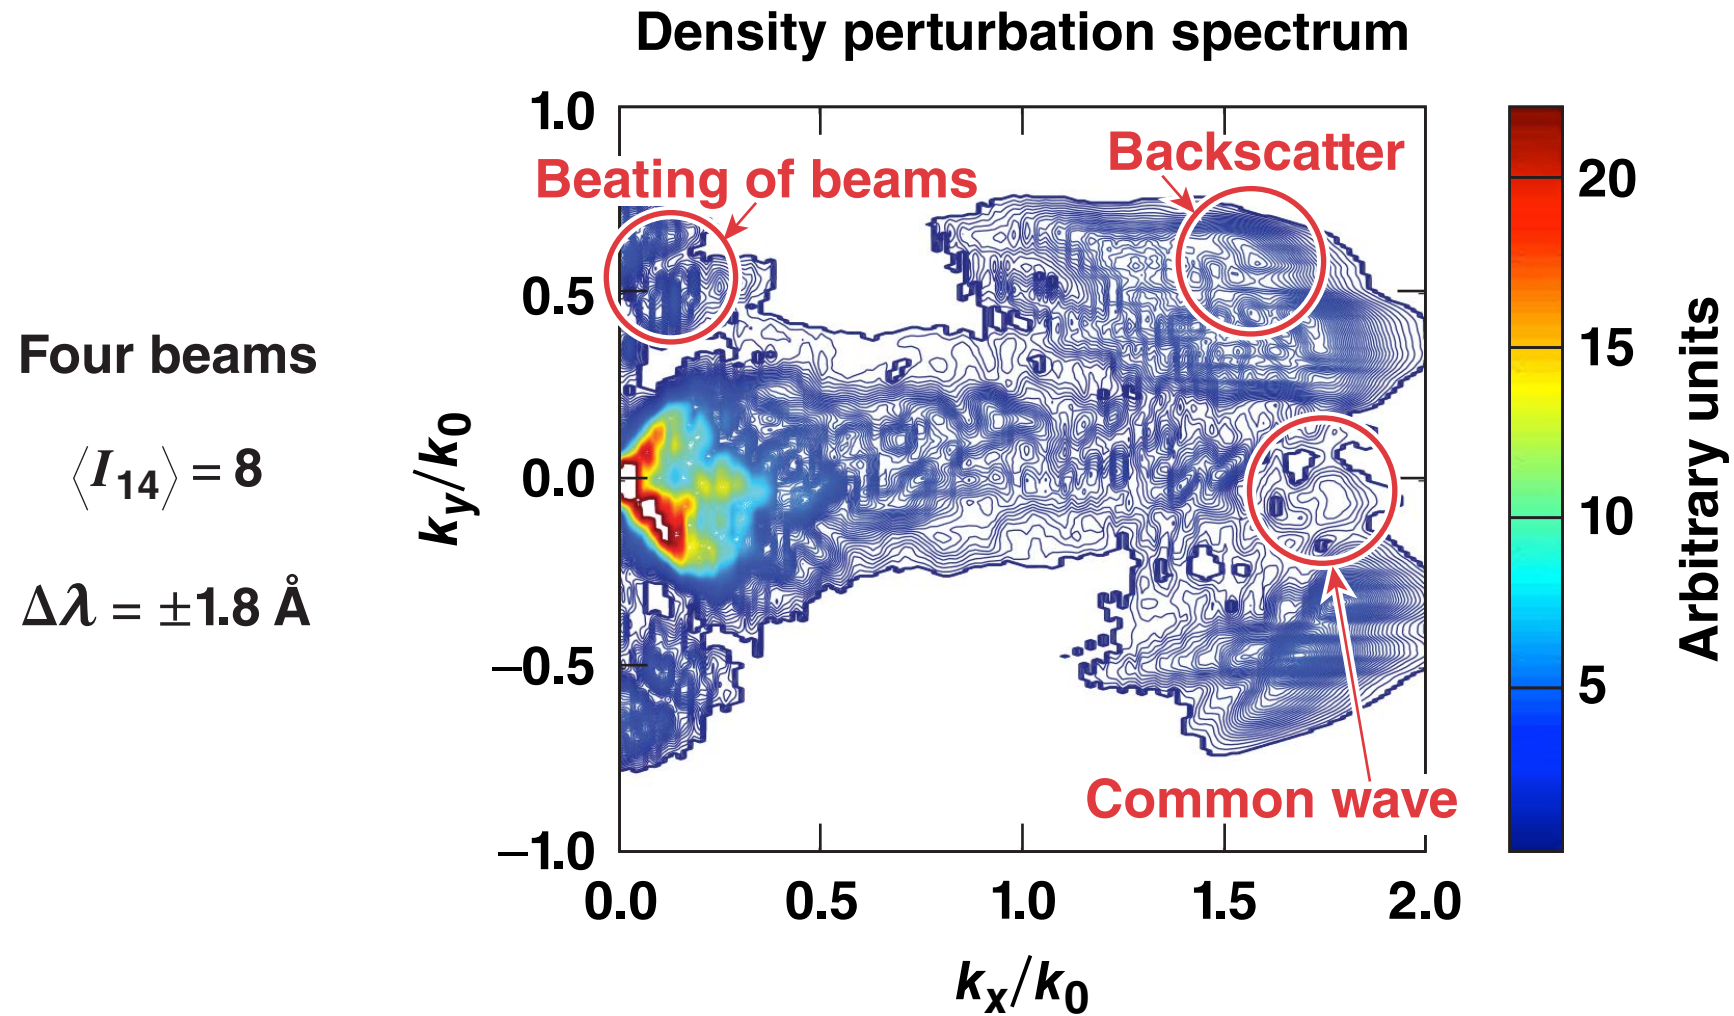 Density perturbation spectrum
Four beams
⟨I14⟩ = 8
Δλ = ±1.8 Å
Beating of beams
Backscatter
Common wave
1.0
0.5
0.0
–0.5
–1.0
ky/k0
0.0 0.5 1.0 1.5 2.0
kx/k0
20
15
10
5
Arbitrary units